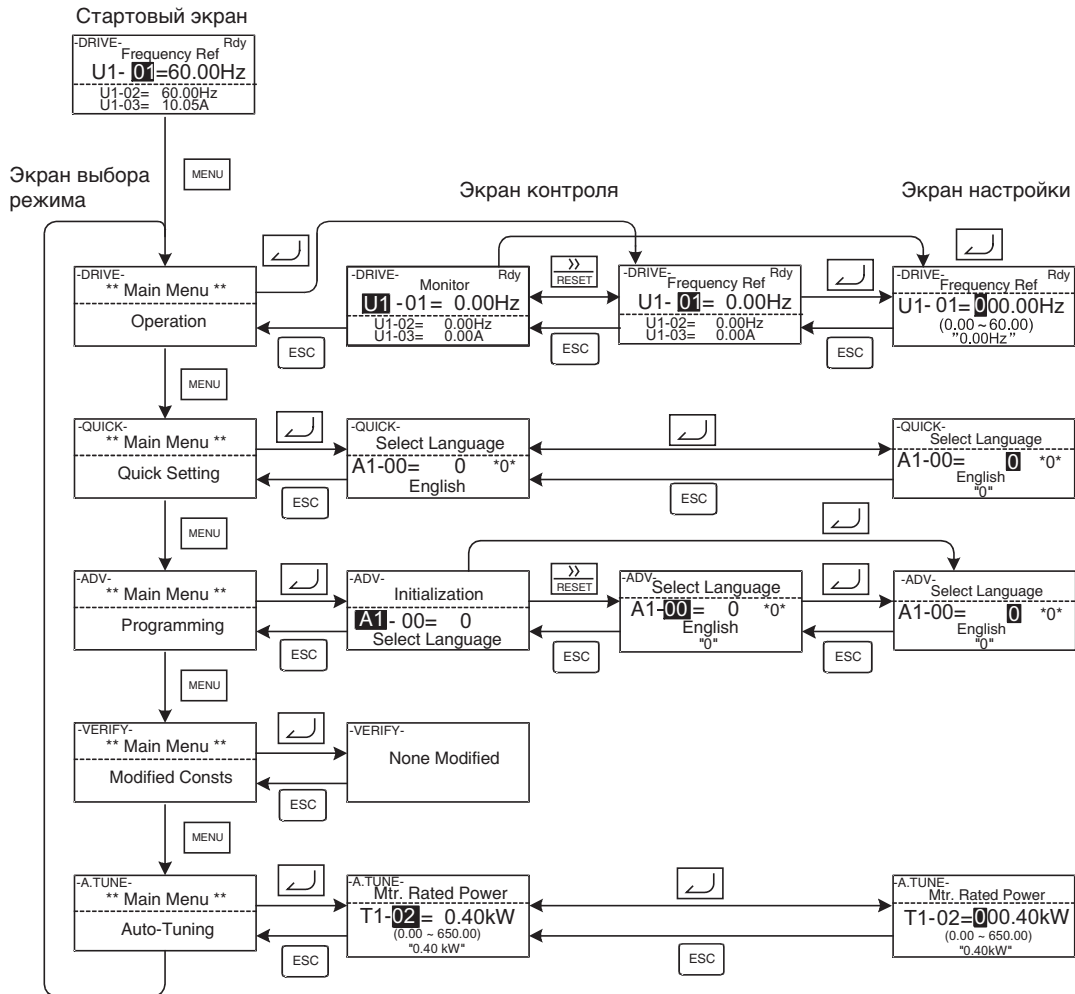 Стартовый экран
-DRIVE- Rdy
Frequency Ref
U1- 01=60.00Hz
U1-02= 60.00Hz
U1-03= 10.05A
MENU
Экран выбора
режима
Экран контроля
Экран настройки
-DRIVE-
** Main Menu **
Operation
-DRIVE- Rdy
Monitor
U1 -01= 0.00Hz
U1-02= 0.00Hz
U1-03= 0.00A
>>
RESET
-DRIVE- Rdy
Frequency Ref
U1- 01= 0.00Hz
U1-02= 0.00Hz
U1-03= 0.00A
-DRIVE- Rdy
Frequency Ref
U1- 01=000.00Hz
(0.00 ~ 60.00)
"0.00Hz"
ESC
ESC
ESC
MENU
-QUICK-
** Main Menu **
Quick Setting
-QUICK-
Select Language
A1-00= 0 *0*
English
-QUICK-
Select Language
A1-00= 0 *0*
English
"0"
ESC
ESC
MENU
-ADV-
** Main Menu **
Programming
-ADV-
Initialization
A1 - 00= 0
Select Language
>>
RESET
-ADV-
Select Language
A1-00 = 0 *0*
English
"0"
-ADV-
Select Language
A1-00= 0 *0*
English
"0"
ESC
ESC
ESC
MENU
-VERIFY-
** Main Menu **
Modified Consts
-VERIFY-
None Modified
ESC
MENU
-A.TUNE-
** Main Menu **
Auto-Tuning
-A.TUNE-
Mtr. Rated Power
T1-02 = 0.40kW
(0.00 ~ 650.00)
"0.40 kW"
-A.TUNE-
Mtr. Rated Power
T1-02=000.40kW
(0.00 ~ 650.00)
"0.40kW"
ESC
ESC